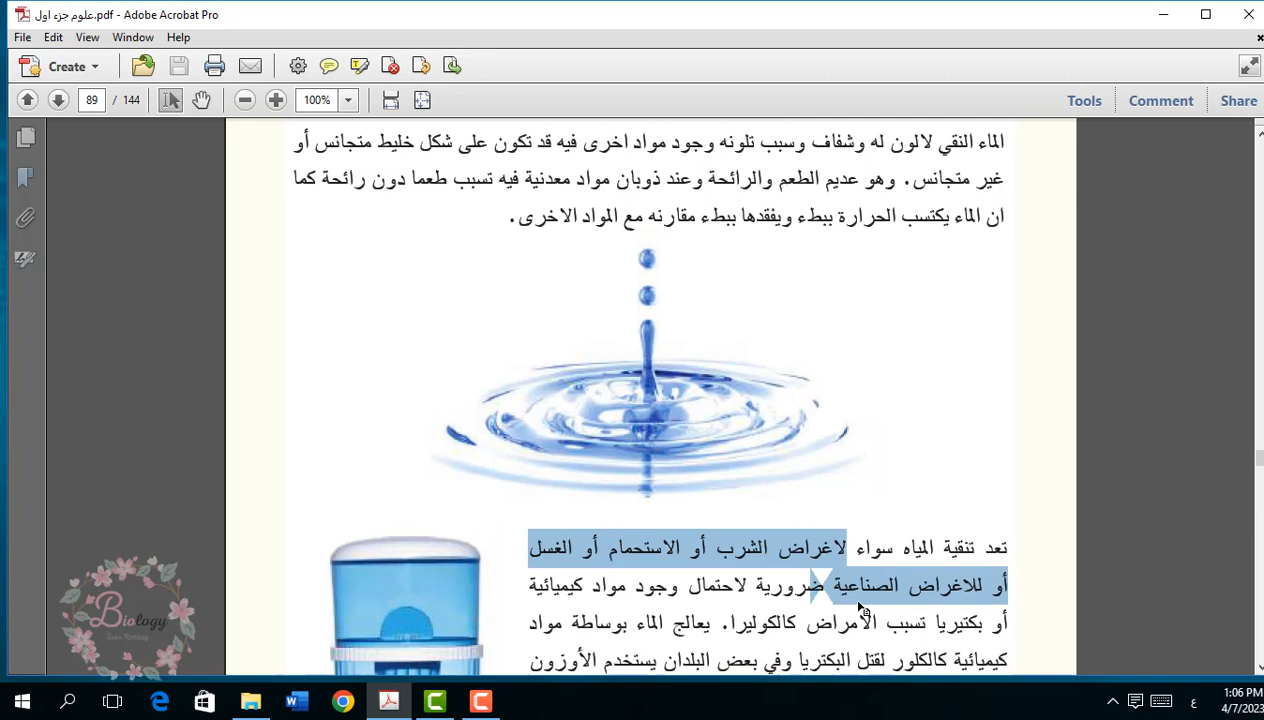 علوم جزء اول.pdf - Adobe Acrobat Pro
File Edit View Window Help
Create
89 / 144 100% Tools Comment Share
الماء النقي لالون له وشفاف وسبب تلونه وجود مواد اخرى فيه قد تكون على شكل خليط متجانس أو
غير متجانس. وهو عديم الطعم والرائحة وعند ذوبان مواد معدنية فيه تسبب طعما دون رائحة كما
ان الماء يكتسب الحرارة ببطء ويفقدها ببطء مقارنه مع المواد الاخرى.
تعد تنقية المياه سواء لاغراض الشرب أو الاستحمام أو الغسل
أو للاغراض الصناعية ضرورية لاحتمال وجود مواد كيميائية
أو بكتيريا تسبب الأمراض كالكوليرا. يعالج الماء بوساطة مواد
كيميائية كالكلور لقتل البكتريا وفي بعض البلدان يستخدم الأوزون
Biology
ع 1:06 PM
4/7/2023